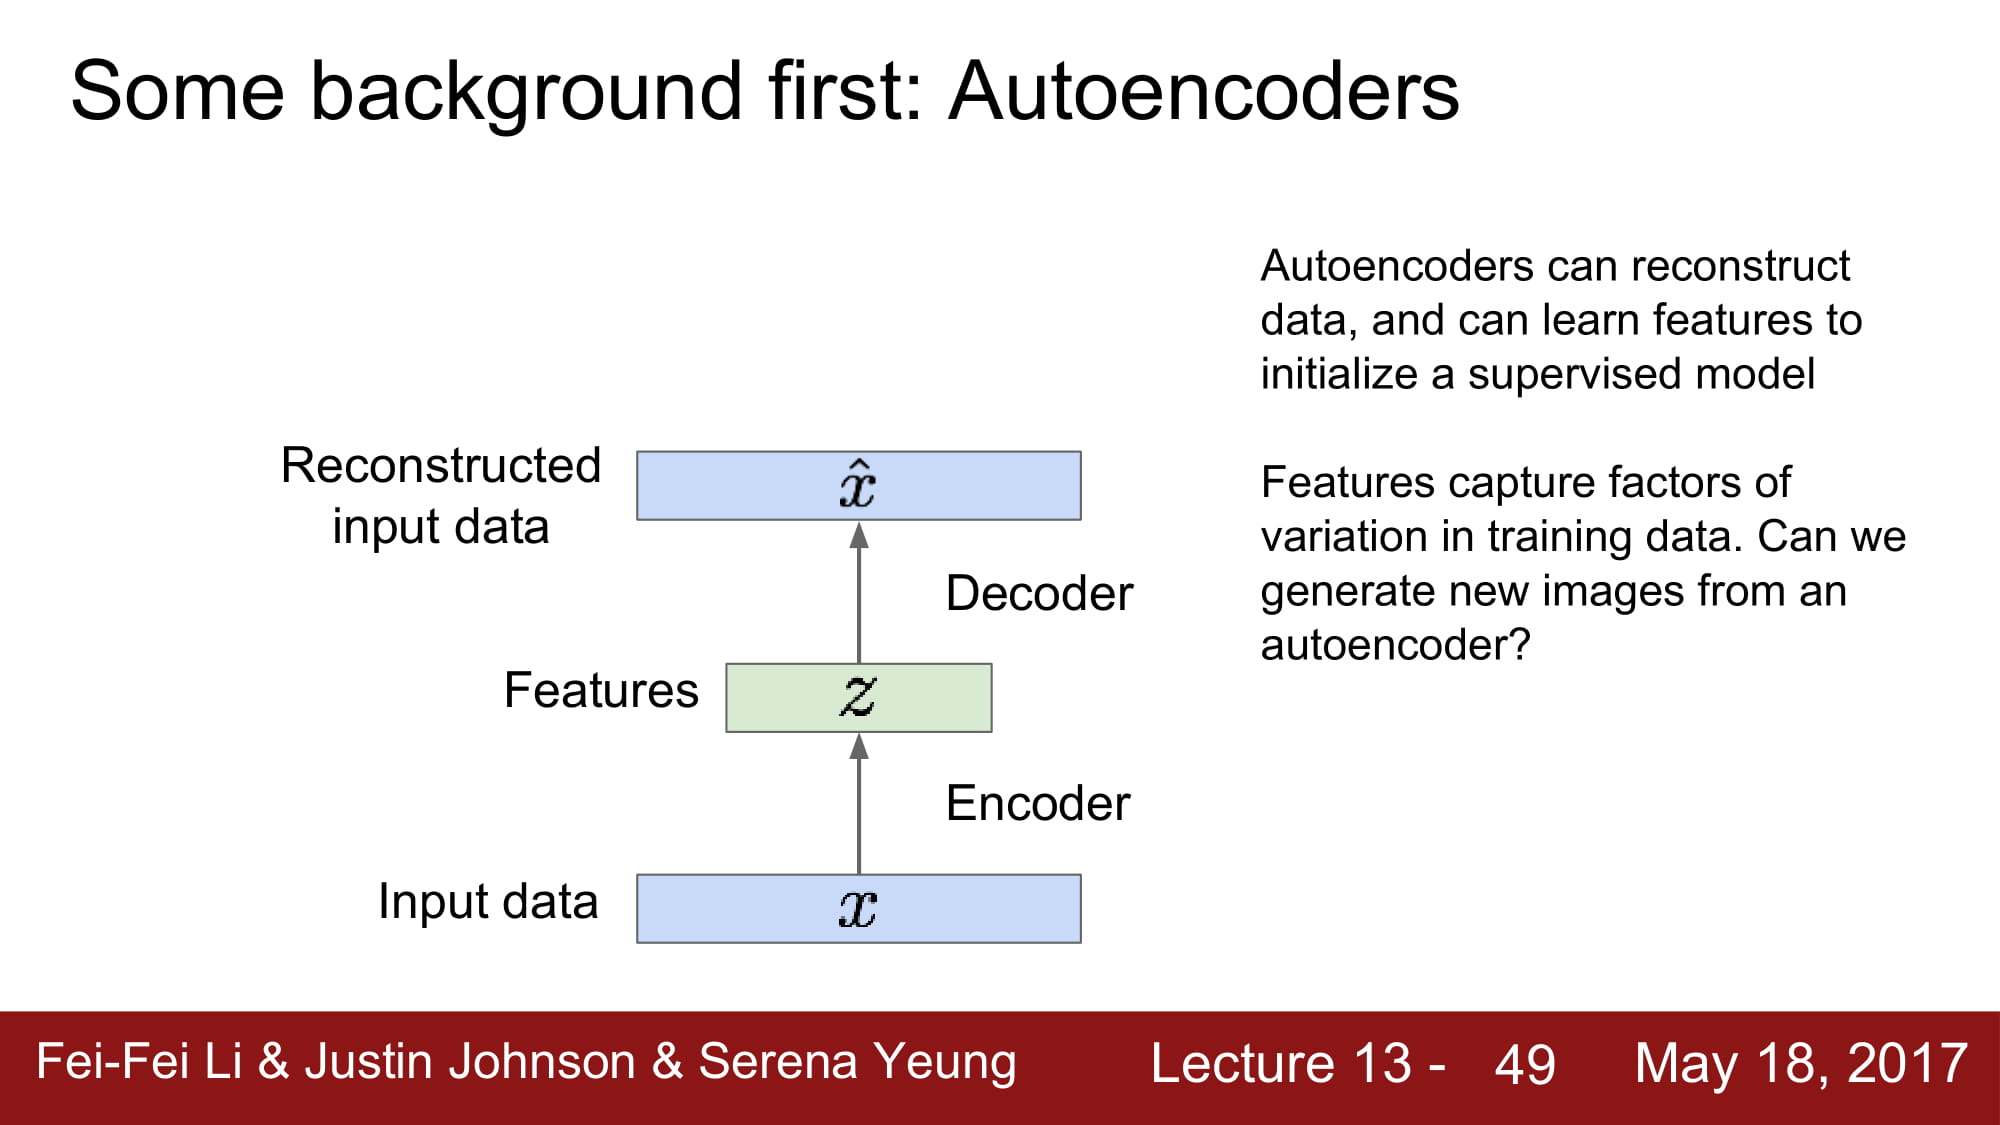 Some background first: Autoencoders
Autoencoders can reconstruct
data, and can learn features to
initialize a supervised model
Features capture factors of
variation in training data. Can we
generate new images from an
autoencoder?
Reconstructed
input data
x̂
Decoder
Features
z
Encoder
Input data
x
Fei-Fei Li & Justin Johnson & Serena Yeung
Lecture 13 - 49
May 18, 2017